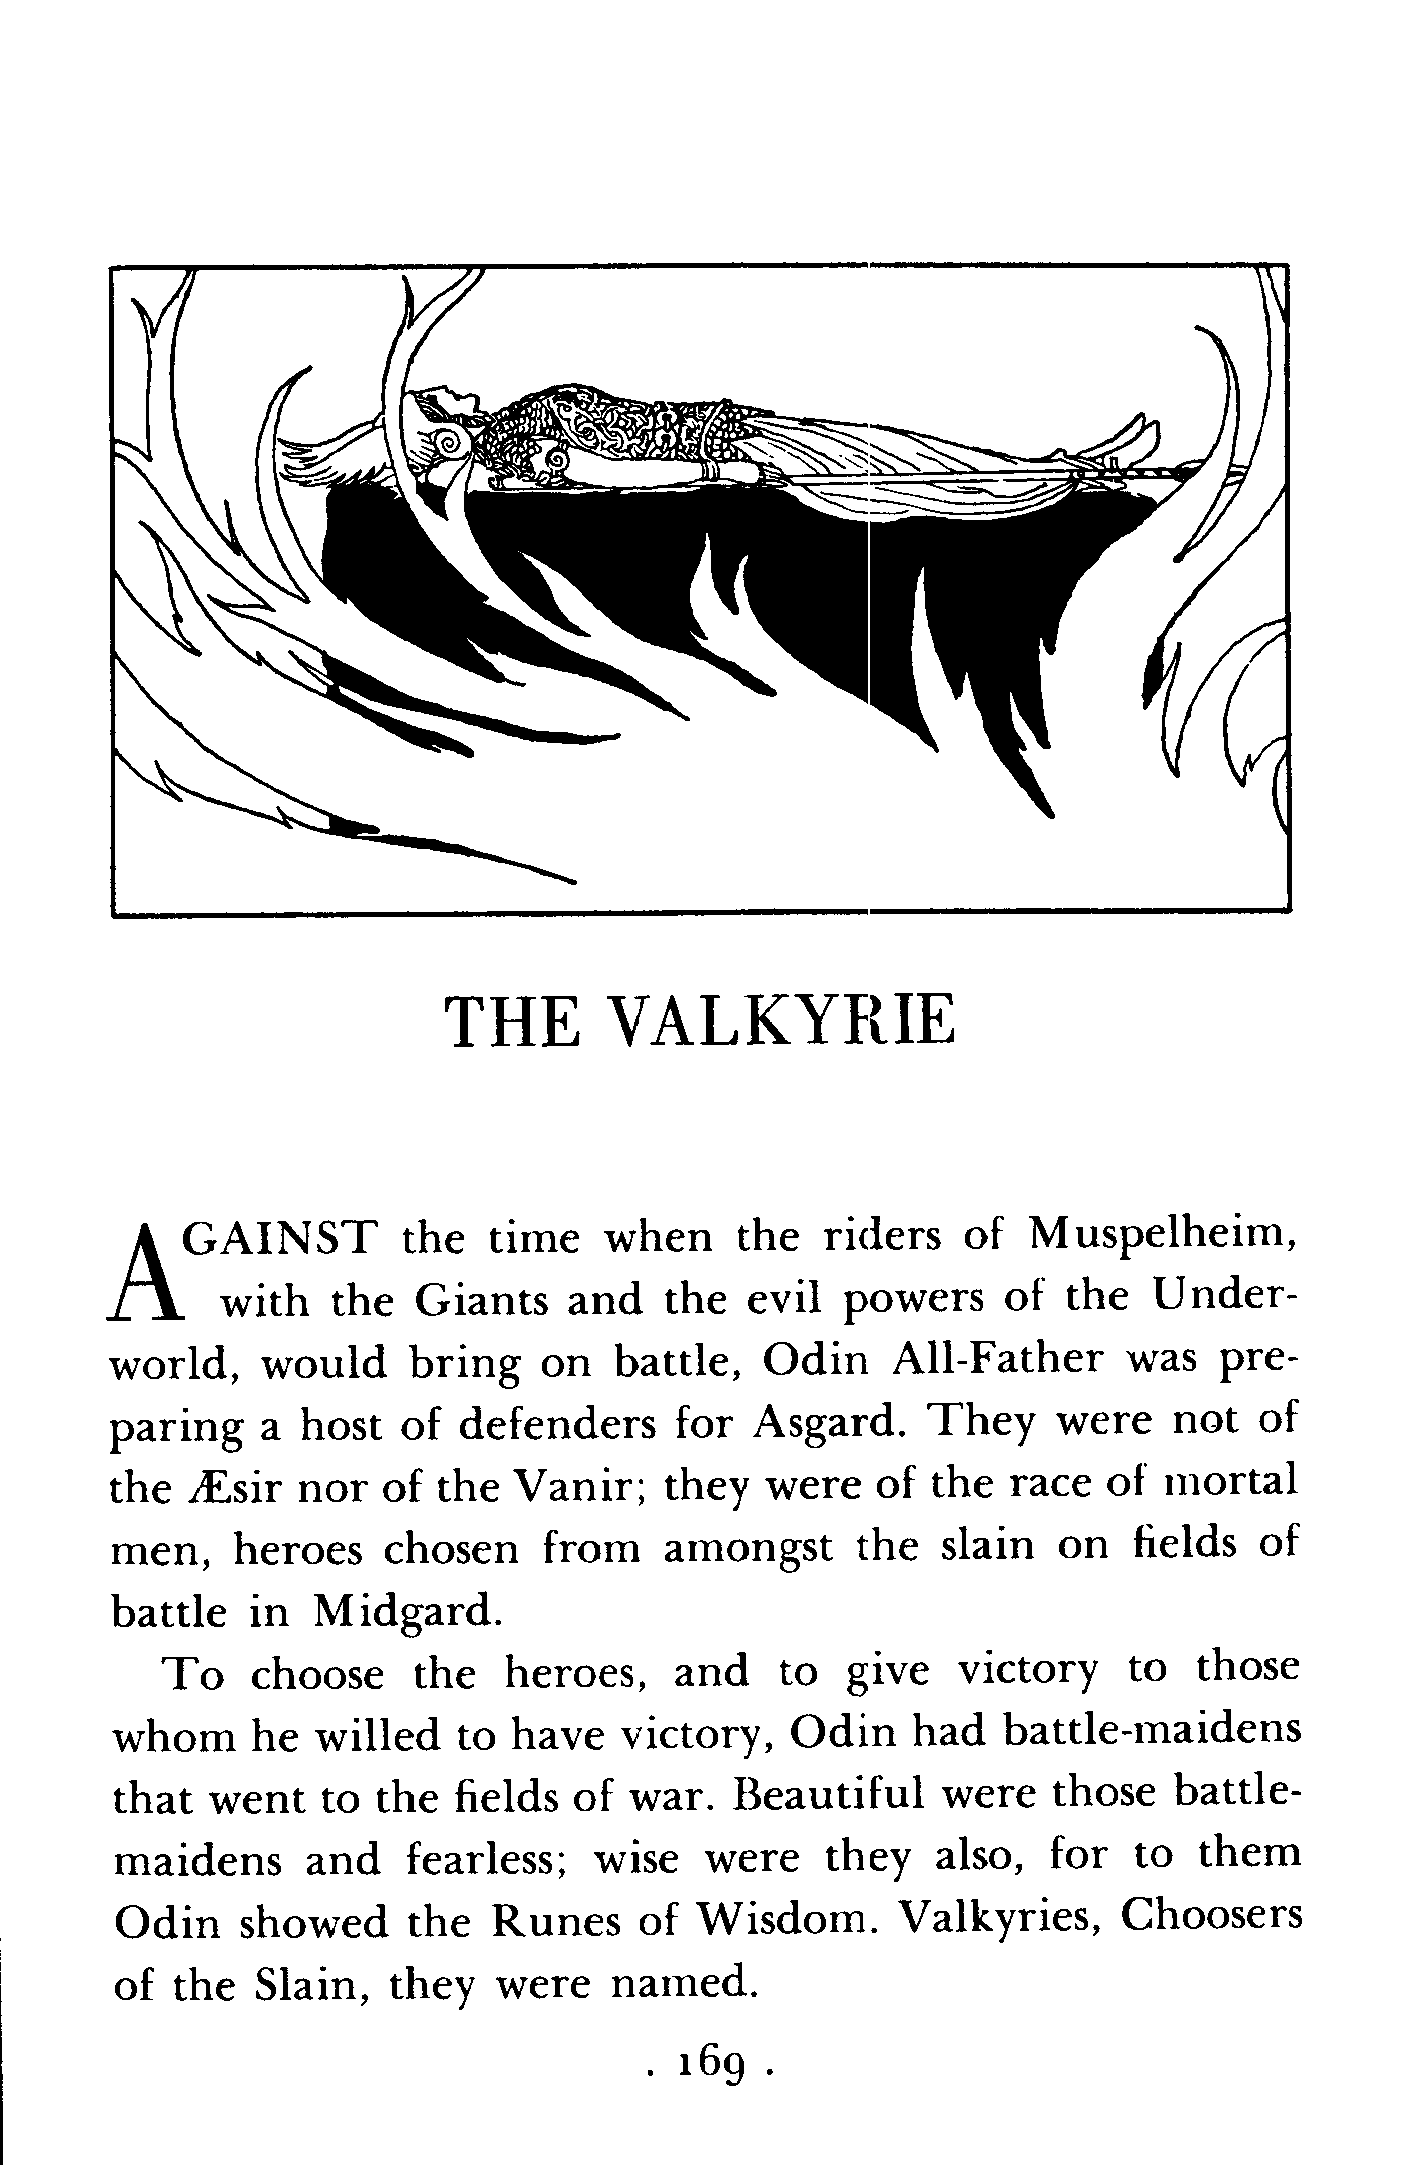 THE VALKYRIE
AGAINST the time when the riders of Muspelheim,
with the Giants and the evil powers of the Under-
world, would bring on battle, Odin All-Father was pre-
paring a host of defenders for Asgard. They were not of
the Æsir nor of the Vanir; they were of the race of mortal
men, heroes chosen from amongst the slain on fields of
battle in Midgard.
To choose the heroes, and to give victory to those
whom he willed to have victory, Odin had battle-maidens
that went to the fields of war. Beautiful were those battle-
maidens and fearless; wise were they also, for to them
Odin showed the Runes of Wisdom. Valkyries, Choosers
of the Slain, they were named.
. 169 .